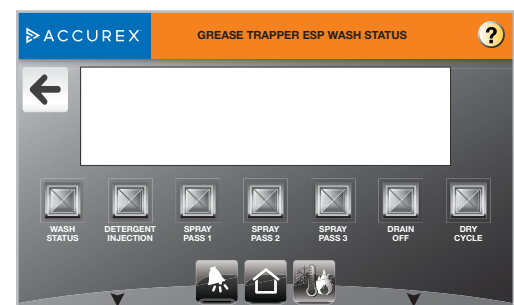 ACCUREX
GREASE TRAPPER ESP WASH STATUS
?
WASH
STATUS
DETERGENT
INJECTION
SPRAY
PASS 1
SPRAY
PASS 2
SPRAY
PASS 3
DRAIN
OFF
DRY
CYCLE